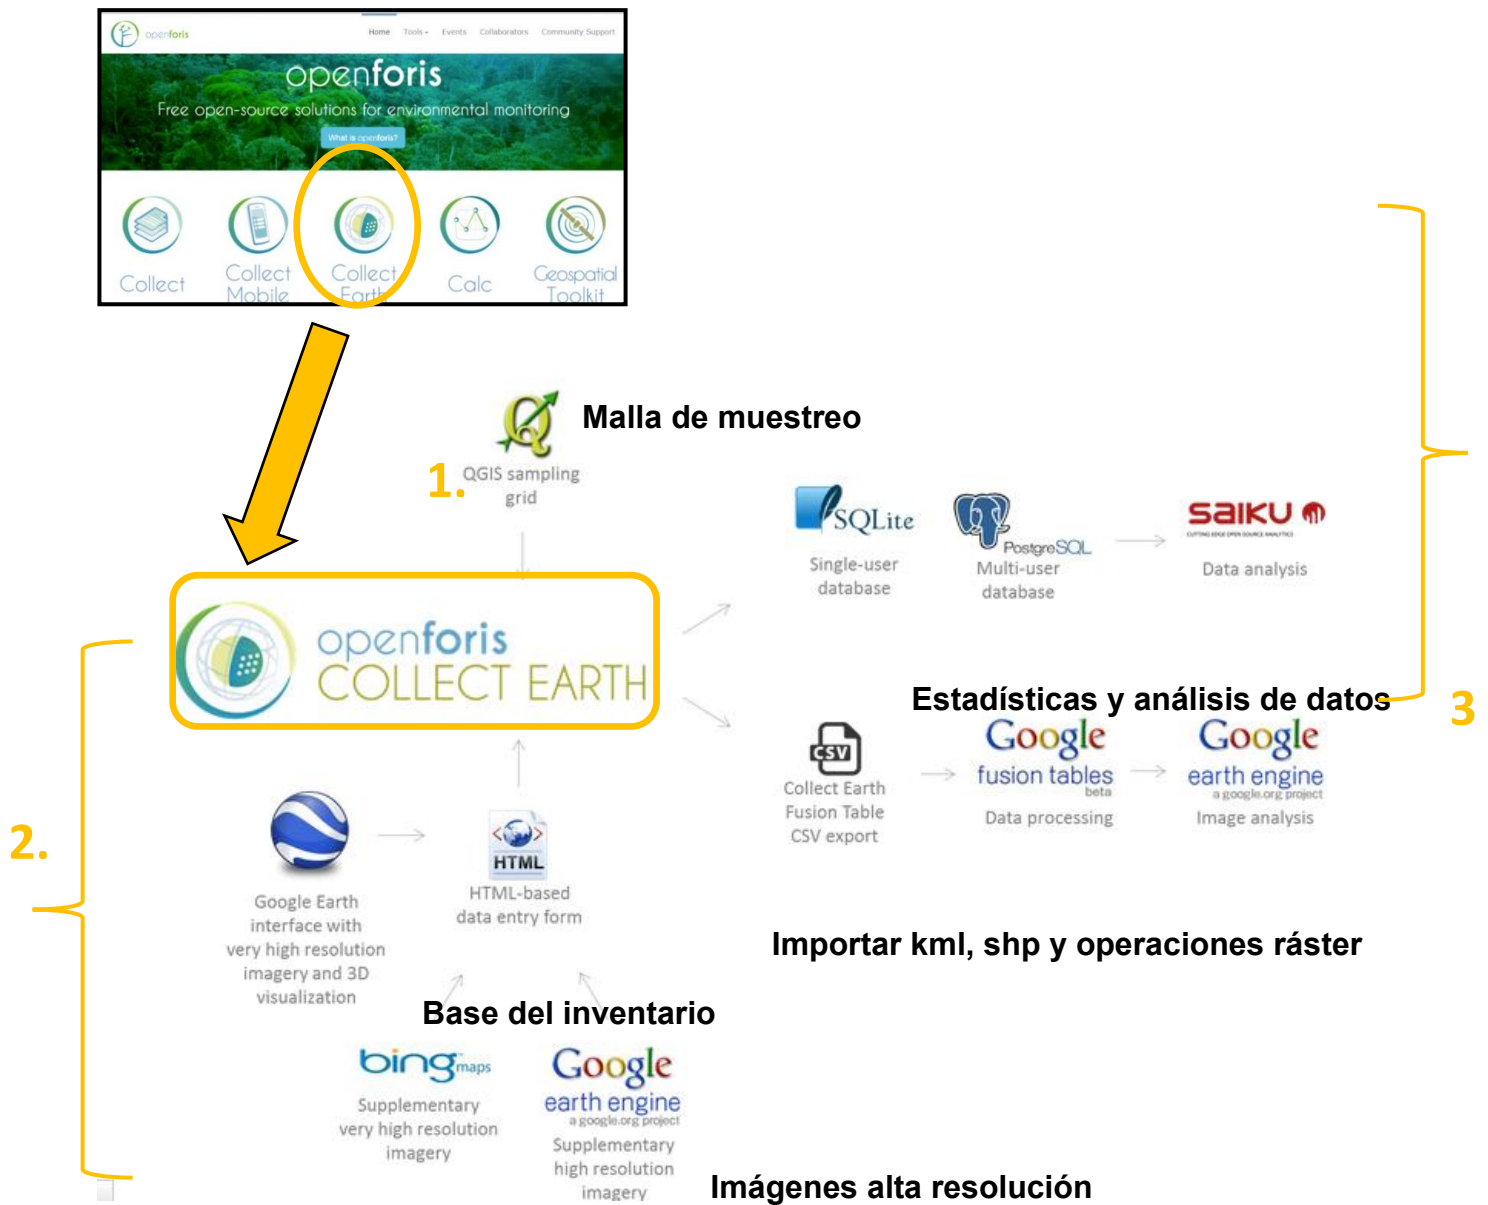 openforis
Home Tools Events Collaborators Community Support
openforis
Free open-source solutions for environmental monitoring
What is openforis?
Collect
Collect
Mobile
Collect
Earth
Calc
Geospatial
Toolkit
Malla de muestreo
1.
QGIS sampling
grid
SQLite
Single-user
database
PostgreSQL
Multi-user
database
saiku
CUTTING EDGE OPEN SOURCE ANALYTICS
Data analysis
openforis
COLLECT EARTH
Estadísticas y análisis de datos
3
CSV
Collect Earth
Fusion Table
CSV export
Google
fusion tables
beta
Data processing
Google
earth engine
a google.org project
Image analysis
2.
Google Earth
interface with
very high resolution
imagery and 3D
visualization
HTML
HTML-based
data entry form
Importar kml, shp y operaciones ráster
Base del inventario
bing maps
Supplementary
very high resolution
imagery
Google
earth engine
a google.org project
Supplementary
high resolution
imagery
Imágenes alta resolución